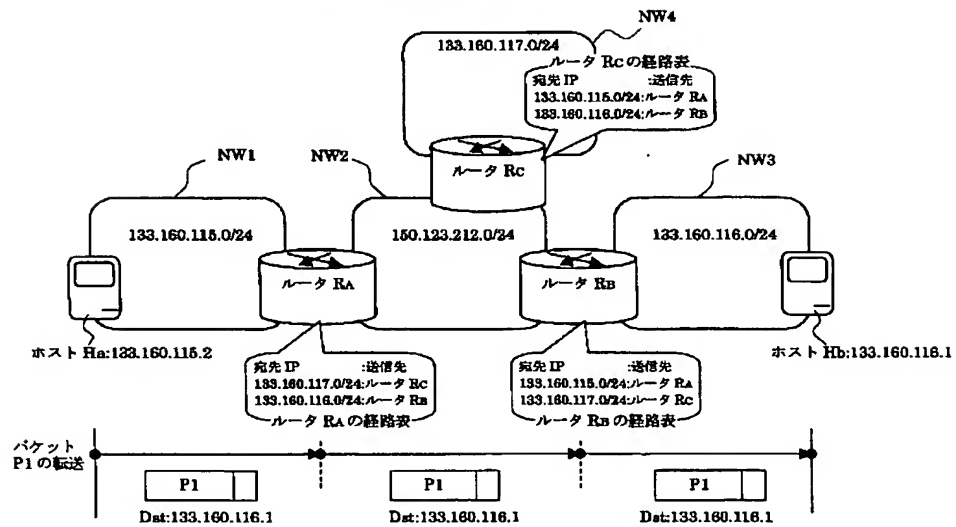 NW4
133.160.117.0/24
ルータ Rcの経路表
宛先 IP :送信先
133.160.115.0/24:ルータ RA
133.160.116.0/24:ルータ RB
ルータ Rc
NW1
NW2
NW3
133.160.115.0/24
150.123.212.0/24
133.160.116.0/24
ルータ RA
ルータ RB
ホスト Ha:133.160.115.2
ホスト Hb:133.160.116.1
宛先 IP :送信先
133.160.117.0/24:ルータ Rc
133.160.116.0/24:ルータ RB
ルータ RAの経路表
宛先 IP :送信先
133.160.115.0/24:ルータ RA
133.160.117.0/24:ルータ Rc
ルータ RBの経路表
パケット
P1 の転送
P1
P1
P1
Dst:133.160.116.1
Dst:133.160.116.1
Dst:133.160.116.1